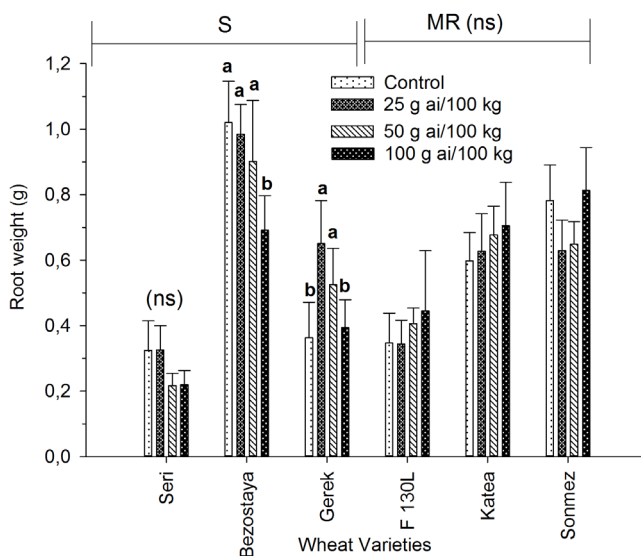 S
MR (ns)
Control
25 g ai/100 kg
50 g ai/100 kg
100 g ai/100 kg
1,2
1,0
0,8
0,6
0,4
0,2
0,0
Root weight (g)
(ns)
a
a
a
b
b
a
a
b
Seri
Bezostaya
Gerek
F 130L
Katea
Sonmez
Wheat Varieties